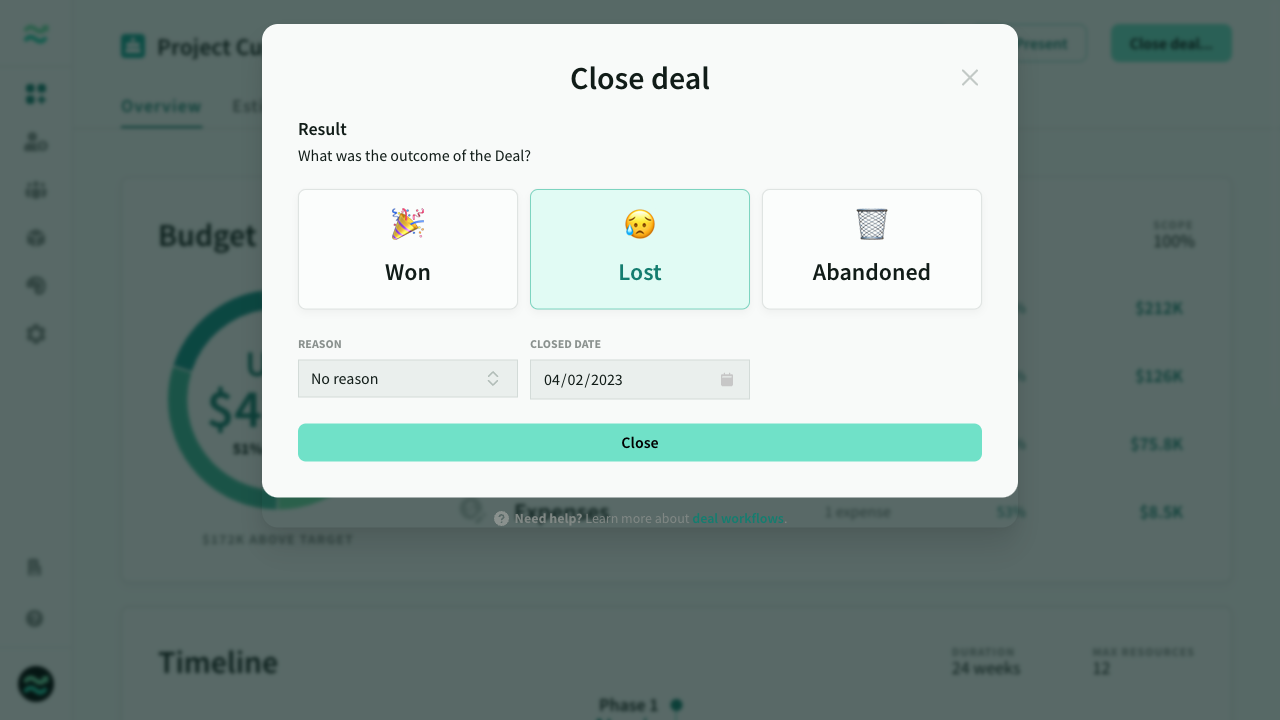 Project Cu
Present
Close deal...
Overview
Est
Close deal
Result
What was the outcome of the Deal?
Won
Lost
Abandoned
REASON
CLOSED DATE
No reason
04/02/2023
Close
Need help? Learn more about deal workflows.
Budget
SCOPE
100%
$212K
$126K
$75.8K
U
$4
51%
Expenses
1 expense
53%
$8.5K
$172K ABOVE TARGET
Timeline
DURATION
24 weeks
MAX RESOURCES
12
Phase 1